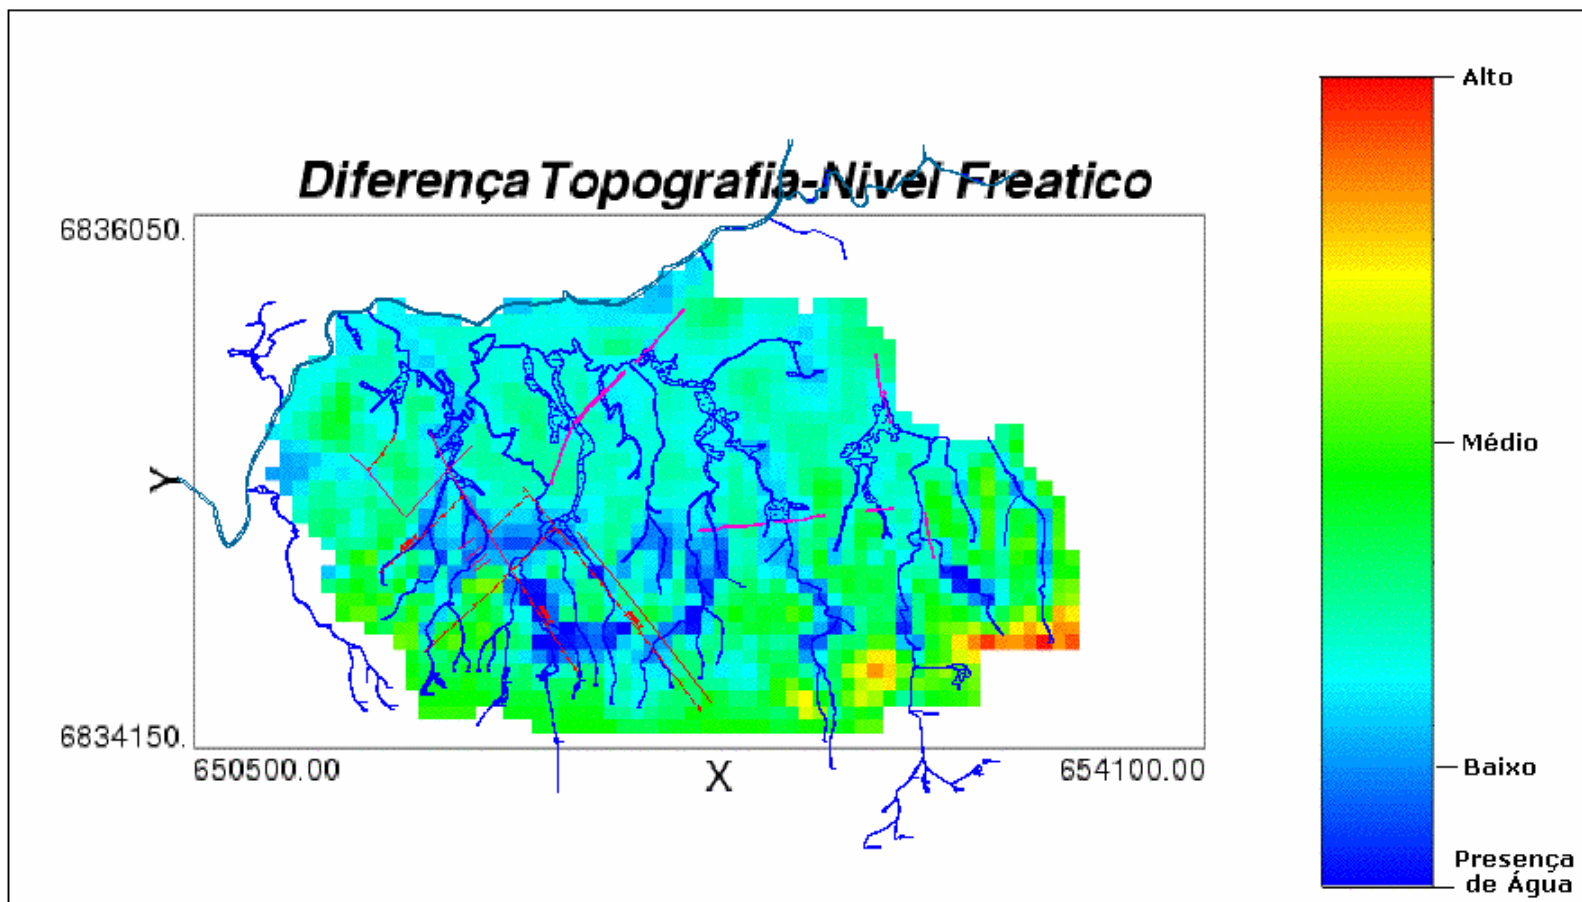 Alto
Diferença Topografia-Nivel Freatico
6836050.
Médio
Y
6834150.
650500.00
X
654100.00
Baixo
Presença
de Água